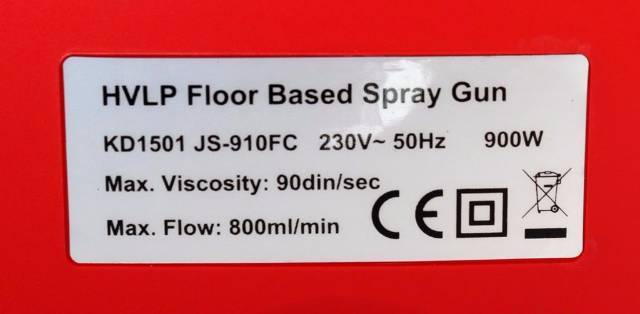 HVLP Floor Based Spray Gun
KD1501 JS-910FC 230V~ 50Hz 900W
Max. Viscosity: 90din/sec
Max. Flow: 800ml/min
CE